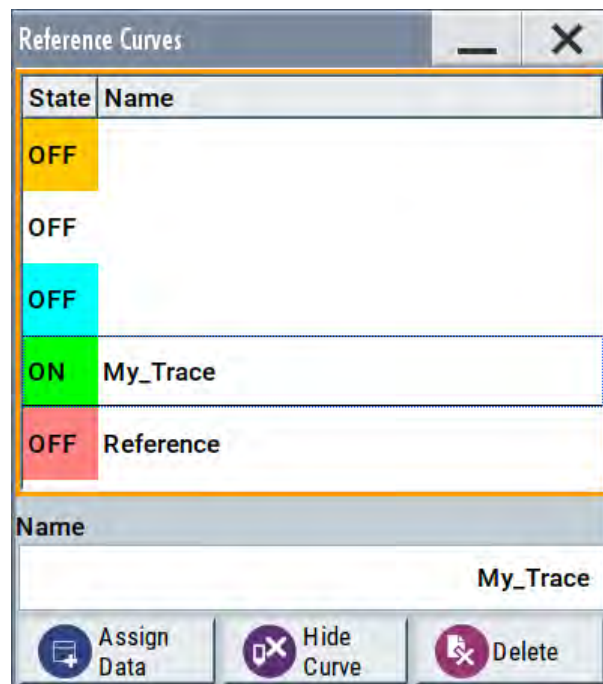 Reference Curves
State Name
OFF
OFF
OFF
ON My_Trace
OFF Reference
Name
My_Trace
Assign Data
Hide Curve
Delete